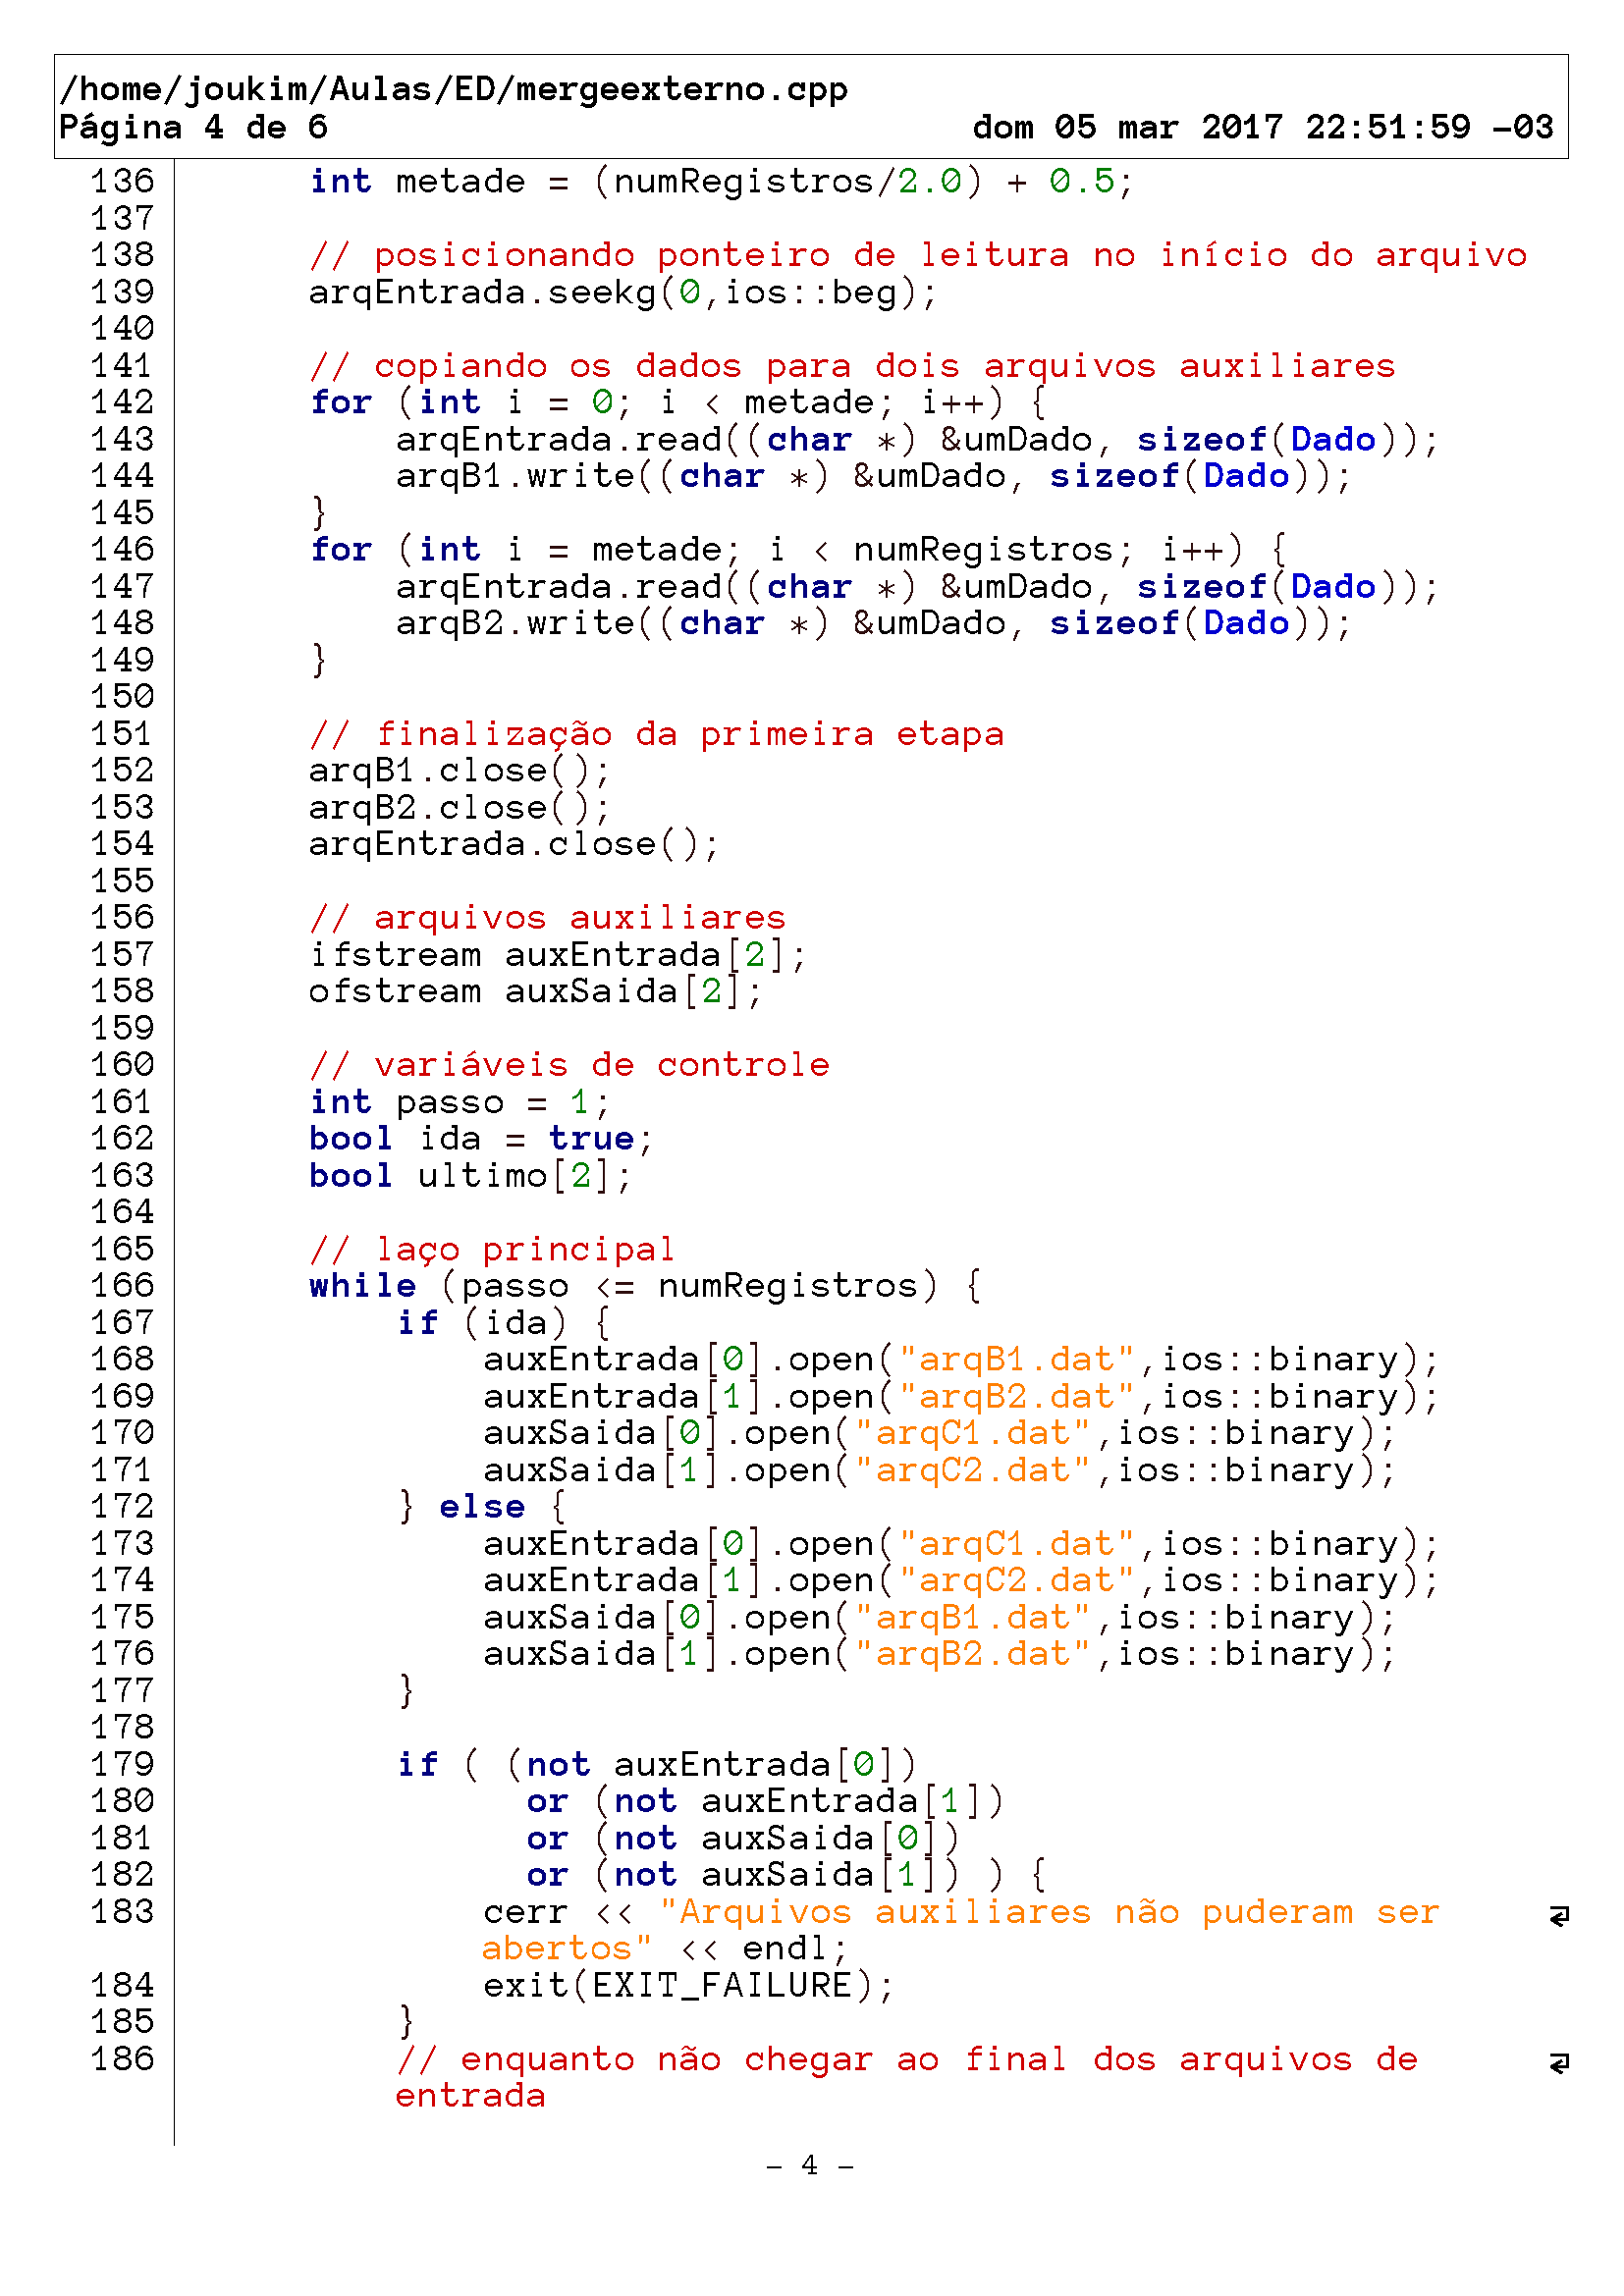 /home/joukim/Aulas/ED/mergeexterno.cpp
Página 4 de 6 dom 05 mar 2017 22:51:59 -03
136 int metade = (numRegistros/2.0) + 0.5;
137
138 // posicionando ponteiro de leitura no início do arquivo
139 arqEntrada.seekg(0,ios::beg);
140
141 // copiando os dados para dois arquivos auxiliares
142 for (int i = 0; i < metade; i++) {
143 arqEntrada.read((char *) &umDado, sizeof(Dado));
144 arqB1.write((char *) &umDado, sizeof(Dado));
145 }
146 for (int i = metade; i < numRegistros; i++) {
147 arqEntrada.read((char *) &umDado, sizeof(Dado));
148 arqB2.write((char *) &umDado, sizeof(Dado));
149 }
150
151 // finalização da primeira etapa
152 arqB1.close();
153 arqB2.close();
154 arqEntrada.close();
155
156 // arquivos auxiliares
157 ifstream auxEntrada[2];
158 ofstream auxSaida[2];
159
160 // variáveis de controle
161 int passo = 1;
162 bool ida = true;
163 bool ultimo[2];
164
165 // laço principal
166 while (passo <= numRegistros) {
167 if (ida) {
168 auxEntrada[0].open("arqB1.dat",ios::binary);
169 auxEntrada[1].open("arqB2.dat",ios::binary);
170 auxSaida[0].open("arqC1.dat",ios::binary);
171 auxSaida[1].open("arqC2.dat",ios::binary);
172 } else {
173 auxEntrada[0].open("arqC1.dat",ios::binary);
174 auxEntrada[1].open("arqC2.dat",ios::binary);
175 auxSaida[0].open("arqB1.dat",ios::binary);
176 auxSaida[1].open("arqB2.dat",ios::binary);
177 }
178
179 if ( (not auxEntrada[0])
180 or (not auxEntrada[1])
181 or (not auxSaida[0])
182 or (not auxSaida[1]) ) {
183 cerr << "Arquivos auxiliares não puderam ser
abertos" << endl;
184 exit(EXIT_FAILURE);
185 }
186 // enquanto não chegar ao final dos arquivos de
entrada
- 4 -